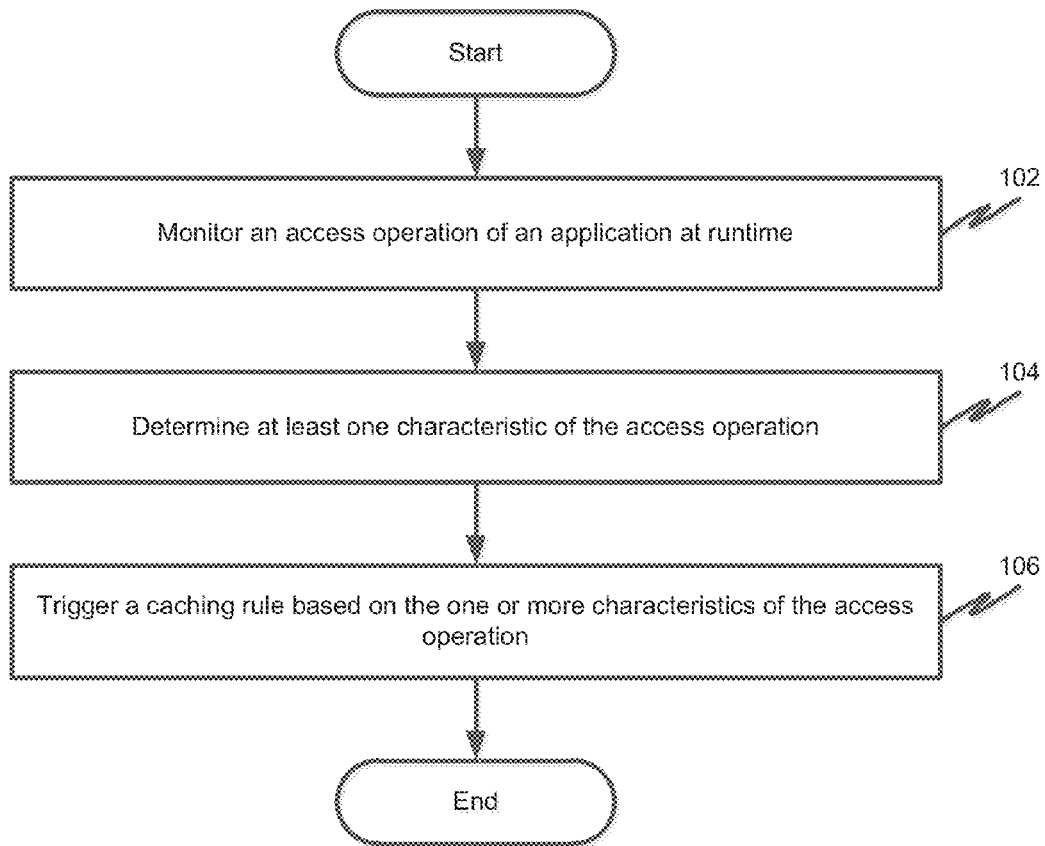 Start
102
Monitor an access operation of an application at runtime
104
Determine at least one characteristic of the access operation
106
Trigger a caching rule based on the one or more characteristics of the access
operation
End